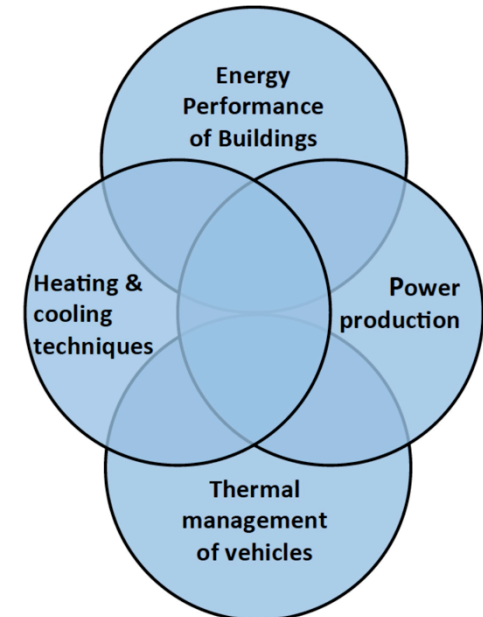 Energy
Performance
of Buildings
Heating &
cooling
techniques
Power
production
Thermal
management
of vehicles